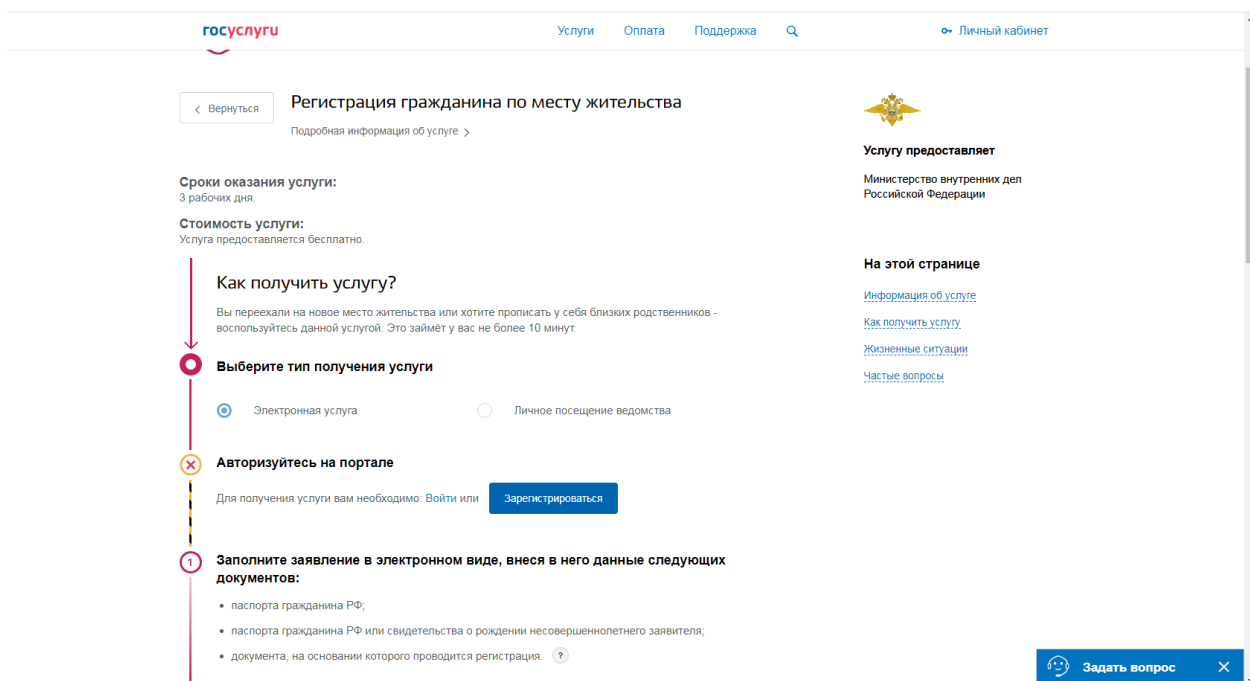 госуслуги
Услуги Оплата Поддержка Личный кабинет
Вернуться
Регистрация гражданина по месту жительства
Подробная информация об услуге
Сроки оказания услуги:
3 рабочих дня.
Стоимость услуги:
Услуга предоставляется бесплатно.
Как получить услугу?
Вы переехали на новое место жительства или хотите прописать у себя близких родственников -
воспользуйтесь данной услугой. Это займёт у вас не более 10 минут.
Выберите тип получения услуги
Электронная услуга Личное посещение ведомства
Авторизуйтесь на портале
Для получения услуги вам необходимо: Войти или Зарегистрироваться
1 Заполните заявление в электронном виде, внеся в него данные следующих
документов:
• паспорта гражданина РФ;
• паспорта гражданина РФ или свидетельства о рождении несовершеннолетнего заявителя;
• документа, на основании которого проводится регистрация. ?
Услугу предоставляет
Министерство внутренних дел
Российской Федерации
На этой странице
Информация об услуге
Как получить услугу
Жизненные ситуации
Частые вопросы
Задать вопрос